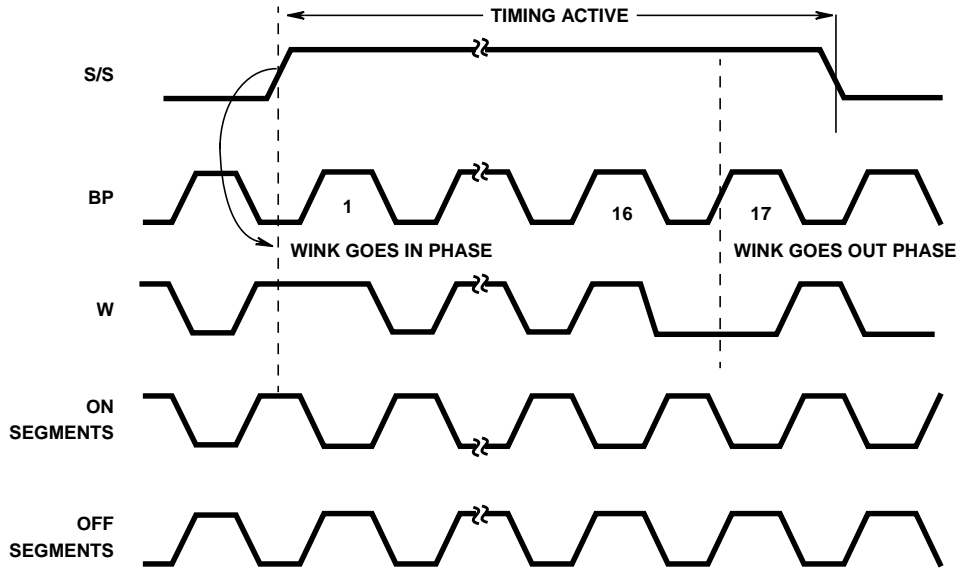 TIMING ACTIVE
S/S
BP
1
16
17
WINK GOES IN PHASE
WINK GOES OUT PHASE
W
ON
SEGMENTS
OFF
SEGMENTS